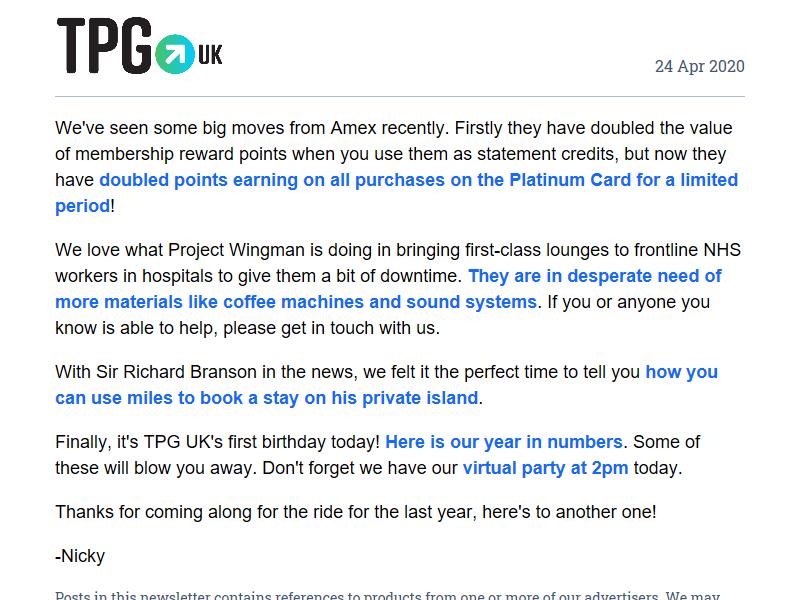 TPG UK
24 Apr 2020
We've seen some big moves from Amex recently. Firstly they have doubled the value
of membership reward points when you use them as statement credits, but now they
have doubled points earning on all purchases on the Platinum Card for a limited
period!
We love what Project Wingman is doing in bringing first-class lounges to frontline NHS
workers in hospitals to give them a bit of downtime. They are in desperate need of
more materials like coffee machines and sound systems. If you or anyone you
know is able to help, please get in touch with us.
With Sir Richard Branson in the news, we felt it the perfect time to tell you how you
can use miles to book a stay on his private island.
Finally, it's TPG UK's first birthday today! Here is our year in numbers. Some of
these will blow you away. Don't forget we have our virtual party at 2pm today.
Thanks for coming along for the ride for the last year, here's to another one!
-Nicky
Posts in this newsletter contains references to products from one or more of our advertisers. We may